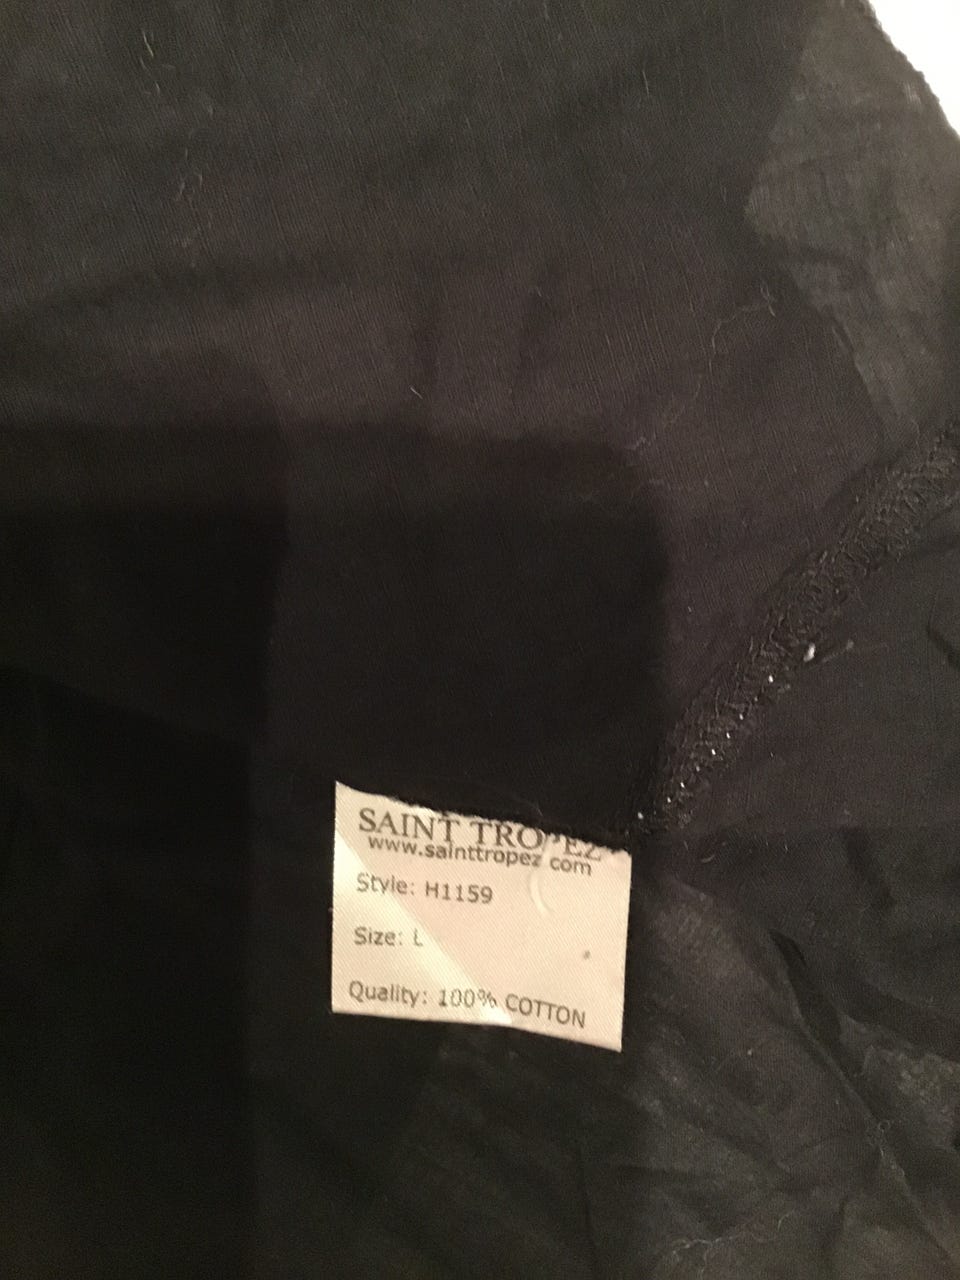 SAINT TROPEZ
www.sainttropez.com
Style: H1159
Size: L
Quality: 100% COTTON